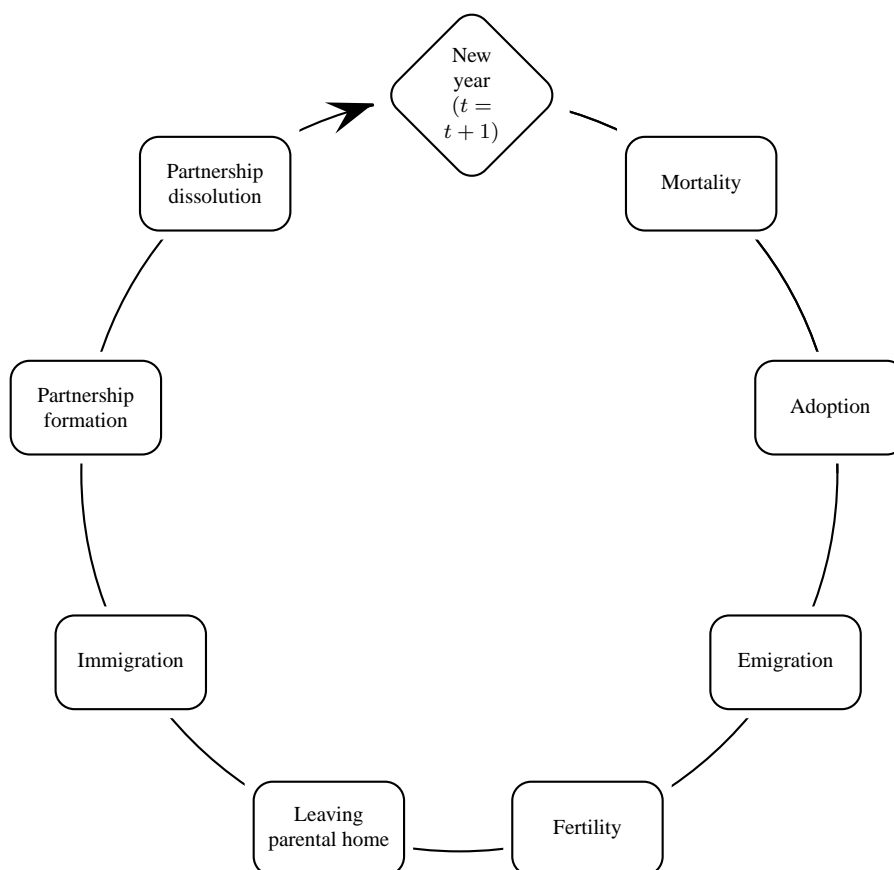 New
year
(t =
t + 1)
Mortality
Adoption
Emigration
Fertility
Leaving
parental home
Immigration
Partnership
formation
Partnership
dissolution